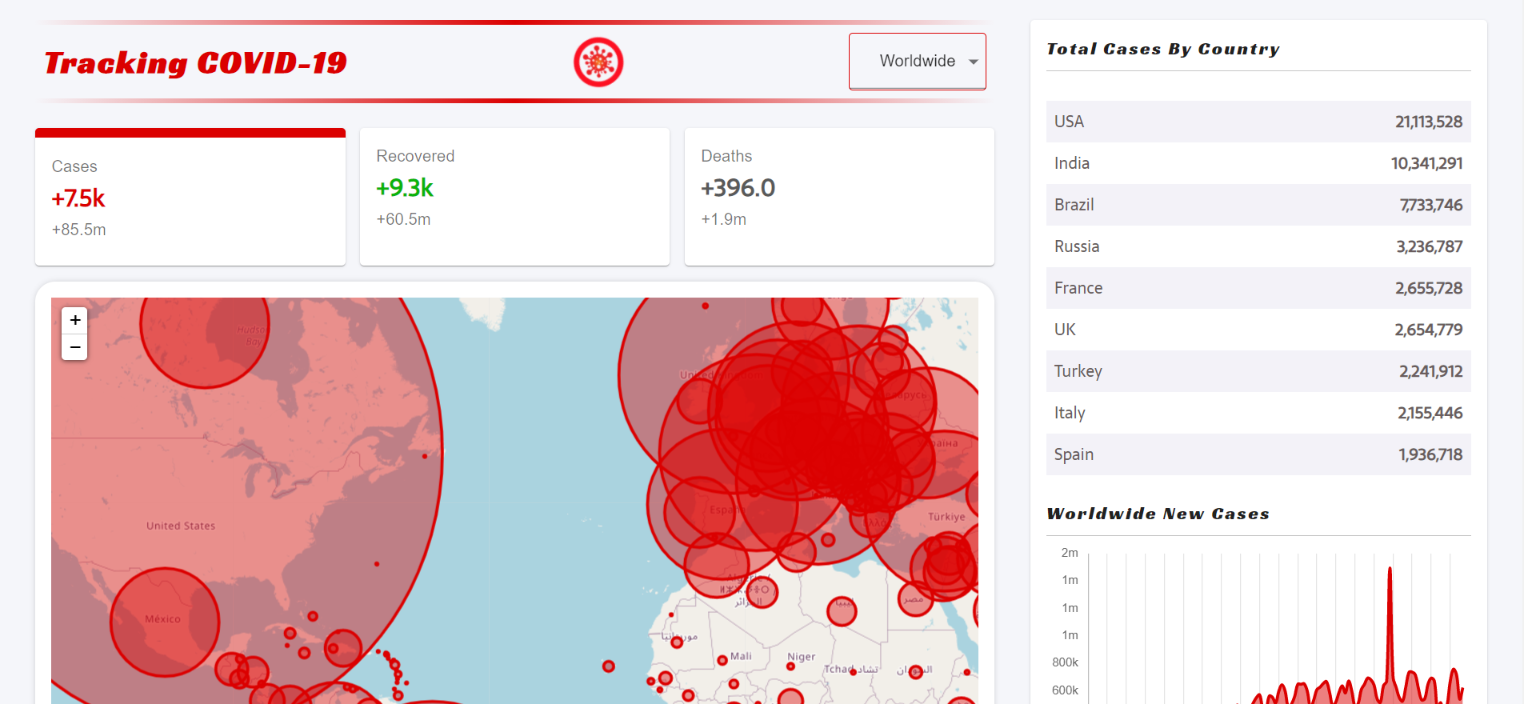 Tracking COVID-19
Worldwide
Cases
+7.5k
+85.5m
Recovered
+9.3k
+60.5m
Deaths
+396.0
+1.9m
+
−
United States
México
Mali
Niger
Türkiye
Total Cases By Country
USA 21,113,528
India 10,341,291
Brazil 7,733,746
Russia 3,236,787
France 2,655,728
UK 2,654,779
Turkey 2,241,912
Italy 2,155,446
Spain 1,936,718
Worldwide New Cases
2m
1m
1m
1m
800k
600k